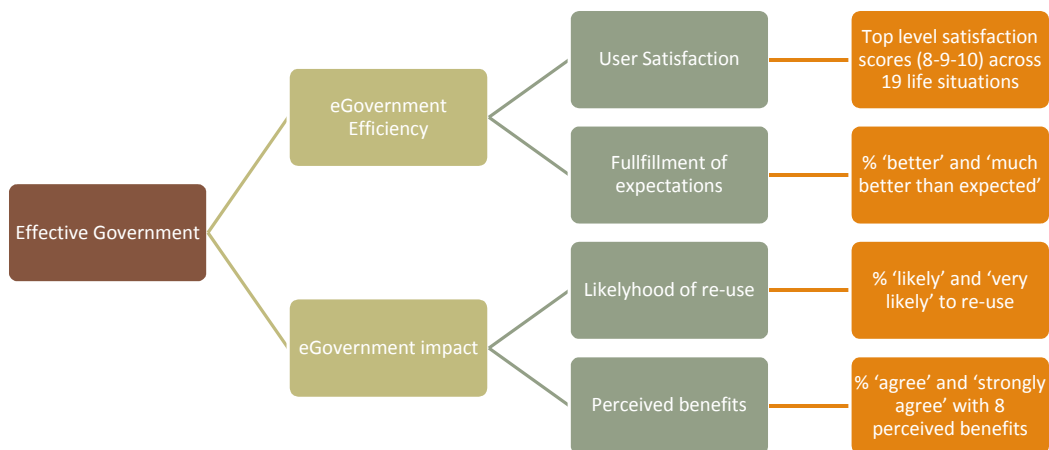 Effective Government
eGovernment
Efficiency
eGovernment impact
User Satisfaction
Fullfillment of
expectations
Likelyhood of re-use
Perceived benefits
Top level satisfaction
scores (8-9-10) across
19 life situations
% ‘better’ and ‘much
better than expected’
% ‘likely’ and ‘very
likely’ to re-use
% ‘agree’ and ‘strongly
agree’ with 8
perceived benefits